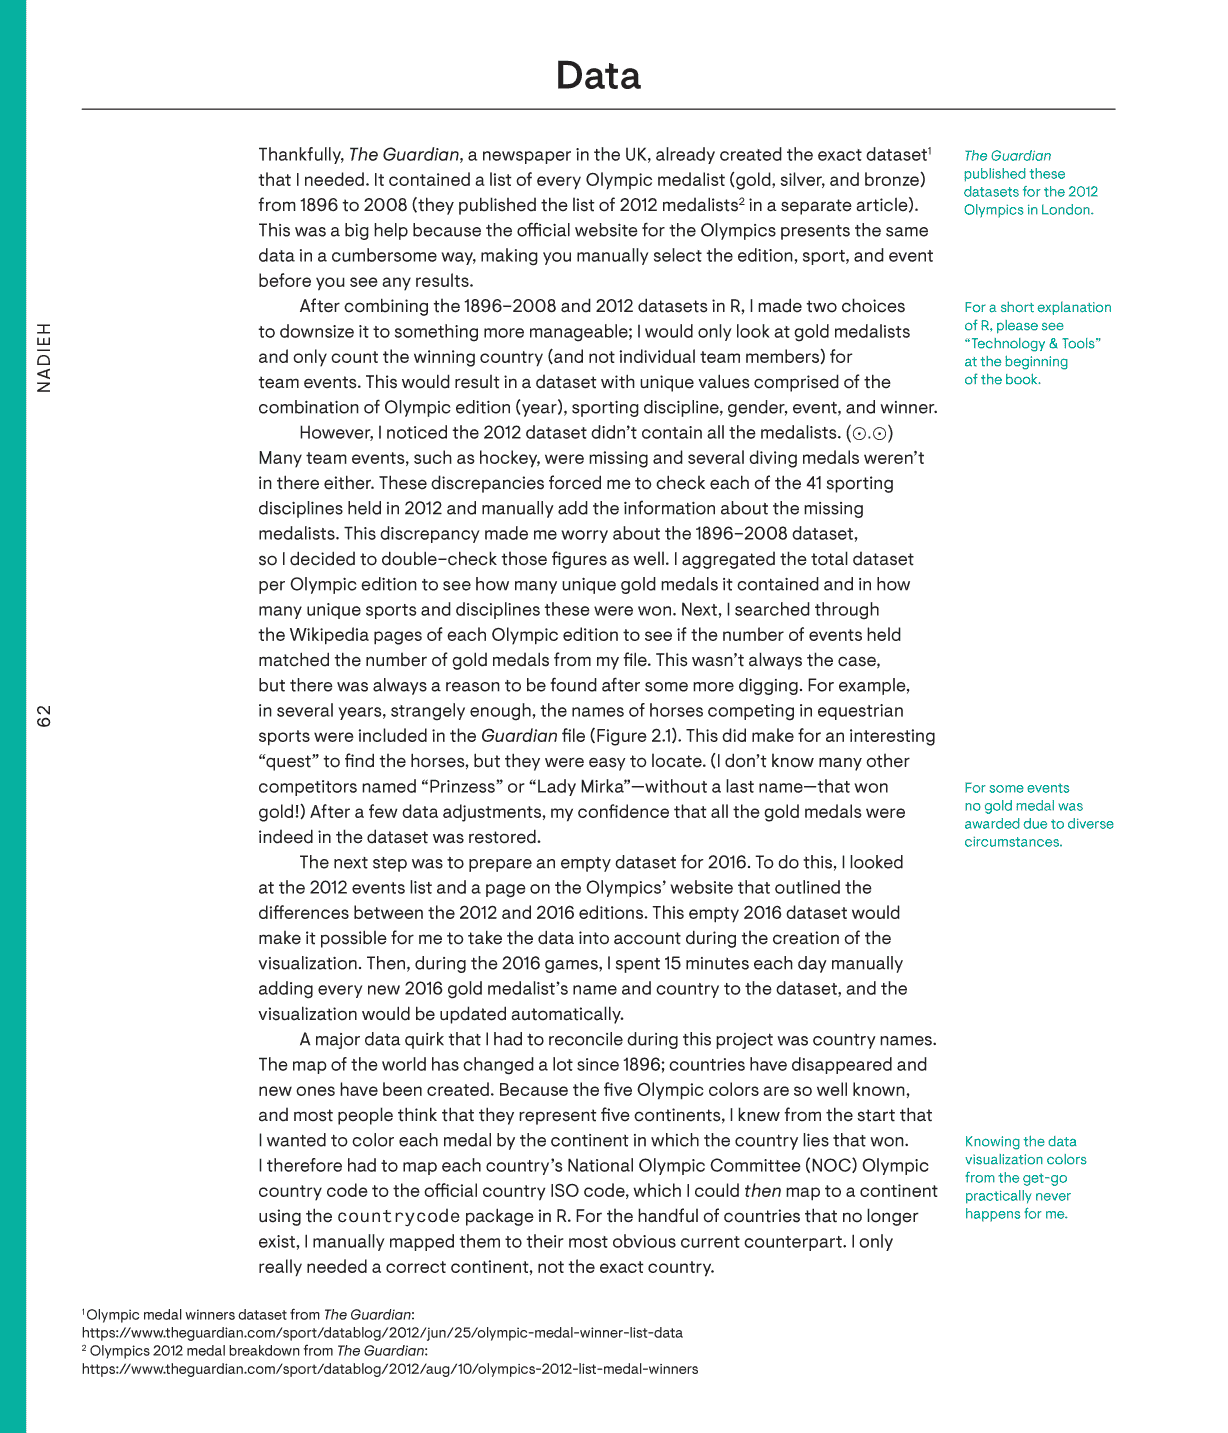 Data
Thankfully, The Guardian, a newspaper in the UK, already created the exact dataset¹
that I needed. It contained a list of every Olympic medalist (gold, silver, and bronze)
from 1896 to 2008 (they published the list of 2012 medalists² in a separate article).
This was a big help because the official website for the Olympics presents the same
data in a cumbersome way, making you manually select the edition, sport, and event
before you see any results.
The Guardian
published these
datasets for the 2012
Olympics in London.
After combining the 1896–2008 and 2012 datasets in R, I made two choices
to downsize it to something more manageable; I would only look at gold medalists
and only count the winning country (and not individual team members) for
team events. This would result in a dataset with unique values comprised of the
combination of Olympic edition (year), sporting discipline, gender, event, and winner.
For a short explanation
of R, please see
“Technology & Tools”
at the beginning
of the book.
However, I noticed the 2012 dataset didn’t contain all the medalists. (⊙.⊙)
Many team events, such as hockey, were missing and several diving medals weren’t
in there either. These discrepancies forced me to check each of the 41 sporting
disciplines held in 2012 and manually add the information about the missing
medalists. This discrepancy made me worry about the 1896–2008 dataset,
so I decided to double–check those figures as well. I aggregated the total dataset
per Olympic edition to see how many unique gold medals it contained and in how
many unique sports and disciplines these were won. Next, I searched through
the Wikipedia pages of each Olympic edition to see if the number of events held
matched the number of gold medals from my file. This wasn’t always the case,
but there was always a reason to be found after some more digging. For example,
in several years, strangely enough, the names of horses competing in equestrian
sports were included in the Guardian file (Figure 2.1). This did make for an interesting
“quest” to find the horses, but they were easy to locate. (I don’t know many other
competitors named “Prinzess” or “Lady Mirka”—without a last name—that won
gold!) After a few data adjustments, my confidence that all the gold medals were
indeed in the dataset was restored.
For some events
no gold medal was
awarded due to diverse
circumstances.
The next step was to prepare an empty dataset for 2016. To do this, I looked
at the 2012 events list and a page on the Olympics’ website that outlined the
differences between the 2012 and 2016 editions. This empty 2016 dataset would
make it possible for me to take the data into account during the creation of the
visualization. Then, during the 2016 games, I spent 15 minutes each day manually
adding every new 2016 gold medalist’s name and country to the dataset, and the
visualization would be updated automatically.
A major data quirk that I had to reconcile during this project was country names.
The map of the world has changed a lot since 1896; countries have disappeared and
new ones have been created. Because the five Olympic colors are so well known,
and most people think that they represent five continents, I knew from the start that
I wanted to color each medal by the continent in which the country lies that won.
I therefore had to map each country’s National Olympic Committee (NOC) Olympic
country code to the official country ISO code, which I could then map to a continent
using the countrycode package in R. For the handful of countries that no longer
exist, I manually mapped them to their most obvious current counterpart. I only
really needed a correct continent, not the exact country.
Knowing the data
visualization colors
from the get-go
practically never
happens for me.
¹ Olympic medal winners dataset from The Guardian:
https://www.theguardian.com/sport/datablog/2012/jun/25/olympic-medal-winner-list-data
² Olympics 2012 medal breakdown from The Guardian:
https://www.theguardian.com/sport/datablog/2012/aug/10/olympics-2012-list-medal-winners
NADIEH
62